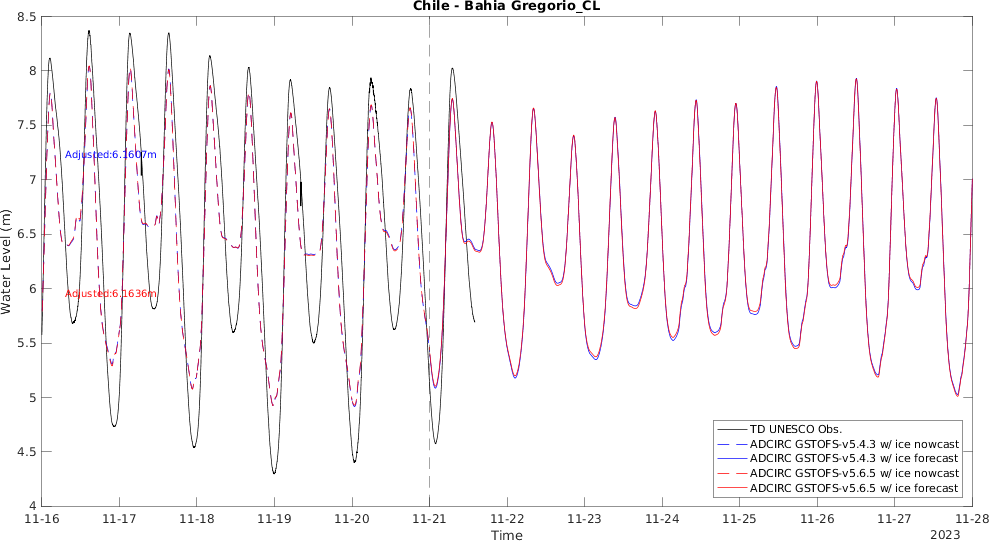 Chile - Bahia Gregorio_CL
8.5
8
7.5
7
6.5
6
5.5
5
4.5
4
Water Level (m)
Adjusted:6.1607m
Adjusted:6.1636m
TD UNESCO Obs.
ADCIRC GSTOFS-v5.4.3 w/ ice nowcast
ADCIRC GSTOFS-v5.4.3 w/ ice forecast
ADCIRC GSTOFS-v5.6.5 w/ ice nowcast
ADCIRC GSTOFS-v5.6.5 w/ ice forecast
11-16 11-17 11-18 11-19 11-20 11-21 11-22 11-23 11-24 11-25 11-26 11-27 11-28
Time
2023